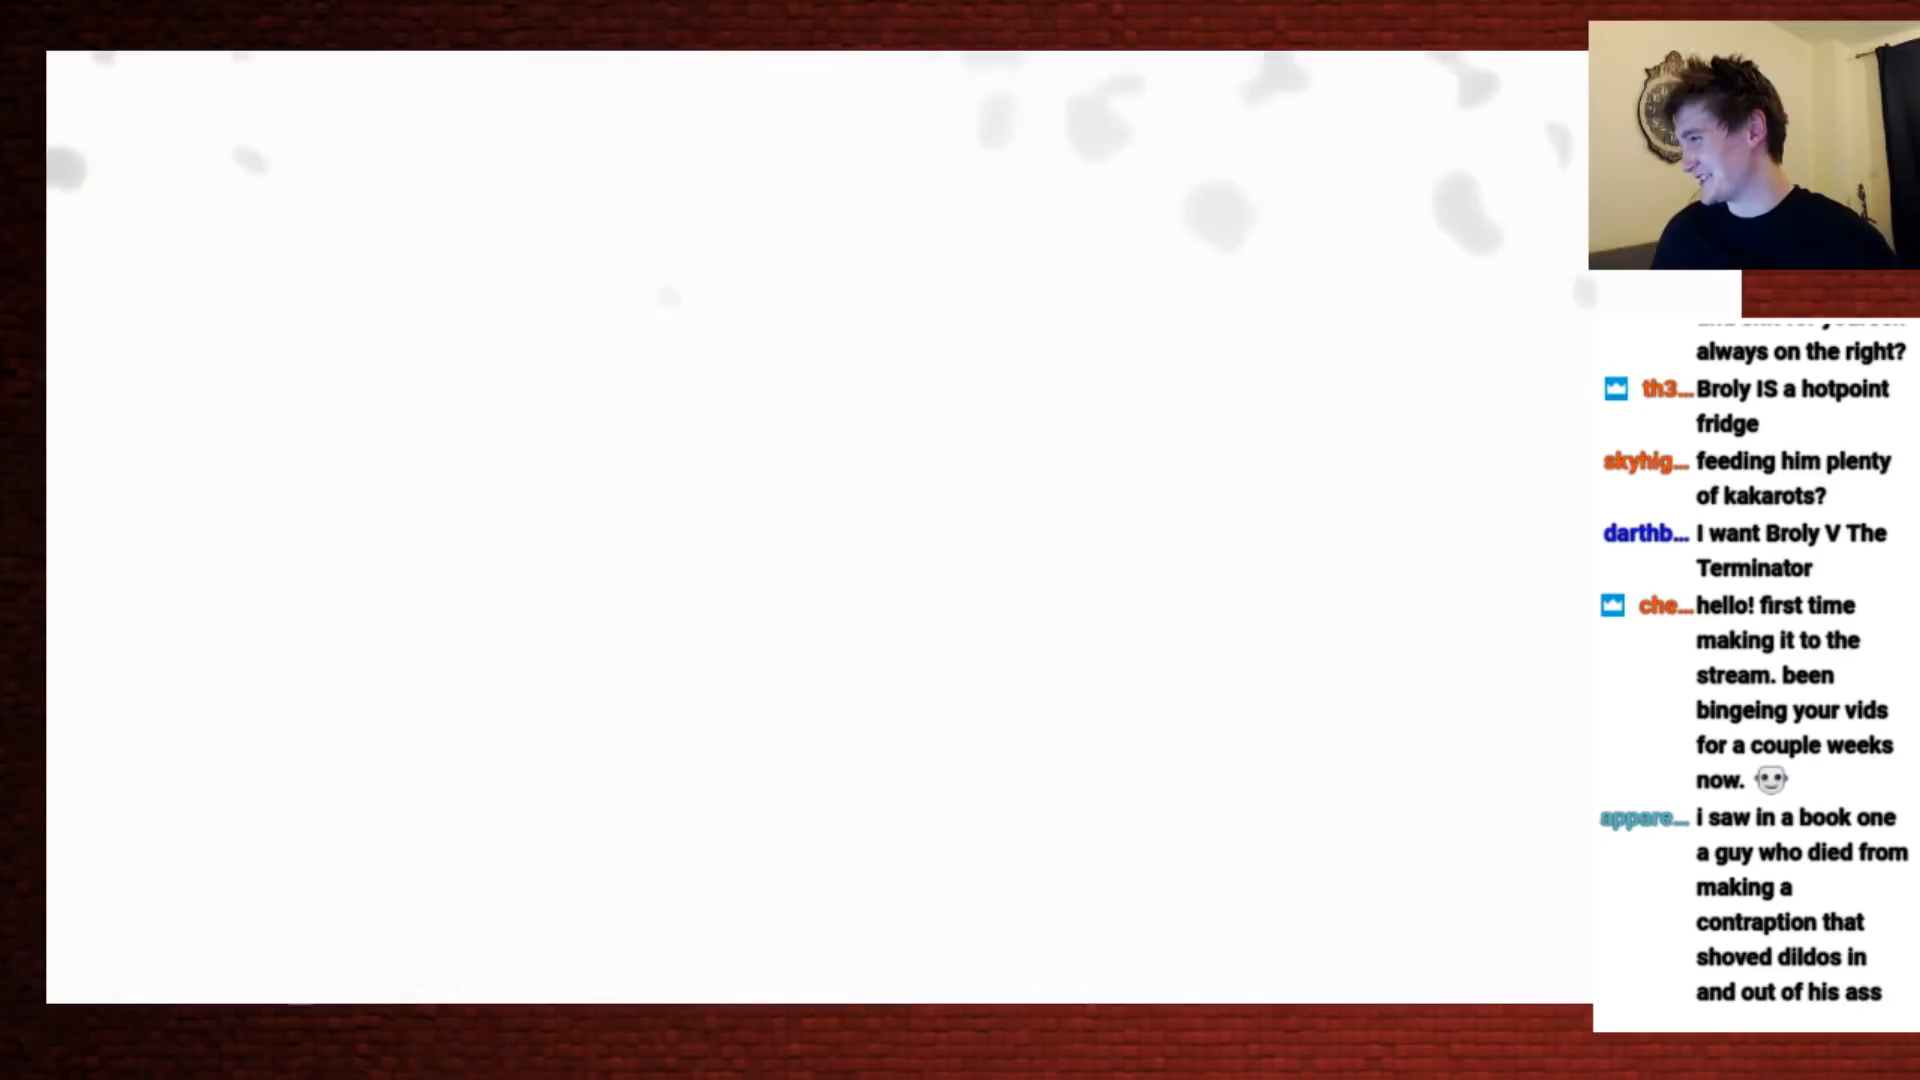 always on the right?
th3... Broly IS a hotpoint
fridge
skyhig... feeding him plenty
of kakarots?
darthb... I want Broly V The
Terminator
che... hello! first time
making it to the
stream. been
bingeing your vids
for a couple weeks
now.
appare... i saw in a book one
a guy who died from
making a
contraption that
shoved dildos in
and out of his ass